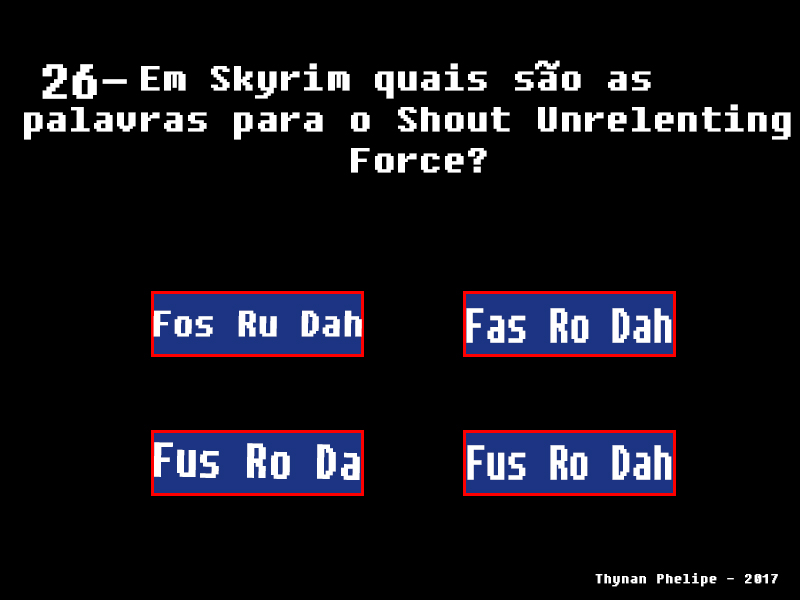 26- Em Skyrim quais são as
palavras para o Shout Unrelenting
Force?
Fos Ru Dah
Fas Ro Dah
Fus Ro Da
Fus Ro Dah
Thynan Phelipe - 2017